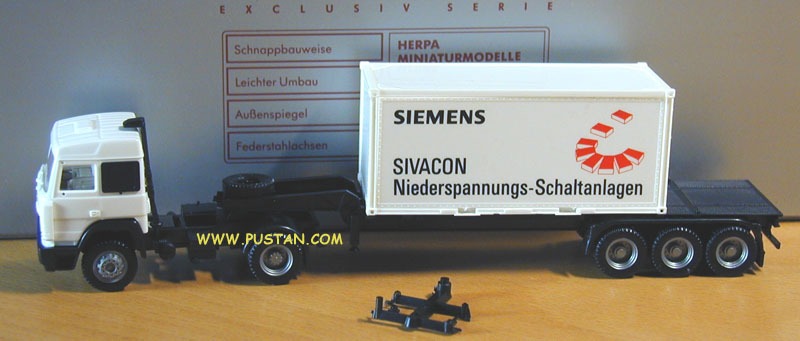 EXCLUSIV SERIE
Schnappbauweise
Leichter Umbau
Außenspiegel
Federstahlachsen
HERPA
MINIATURMODELLE
SIEMENS
SIVACON
Niederspannungs-Schaltanlagen
WWW.PUSTAN.COM